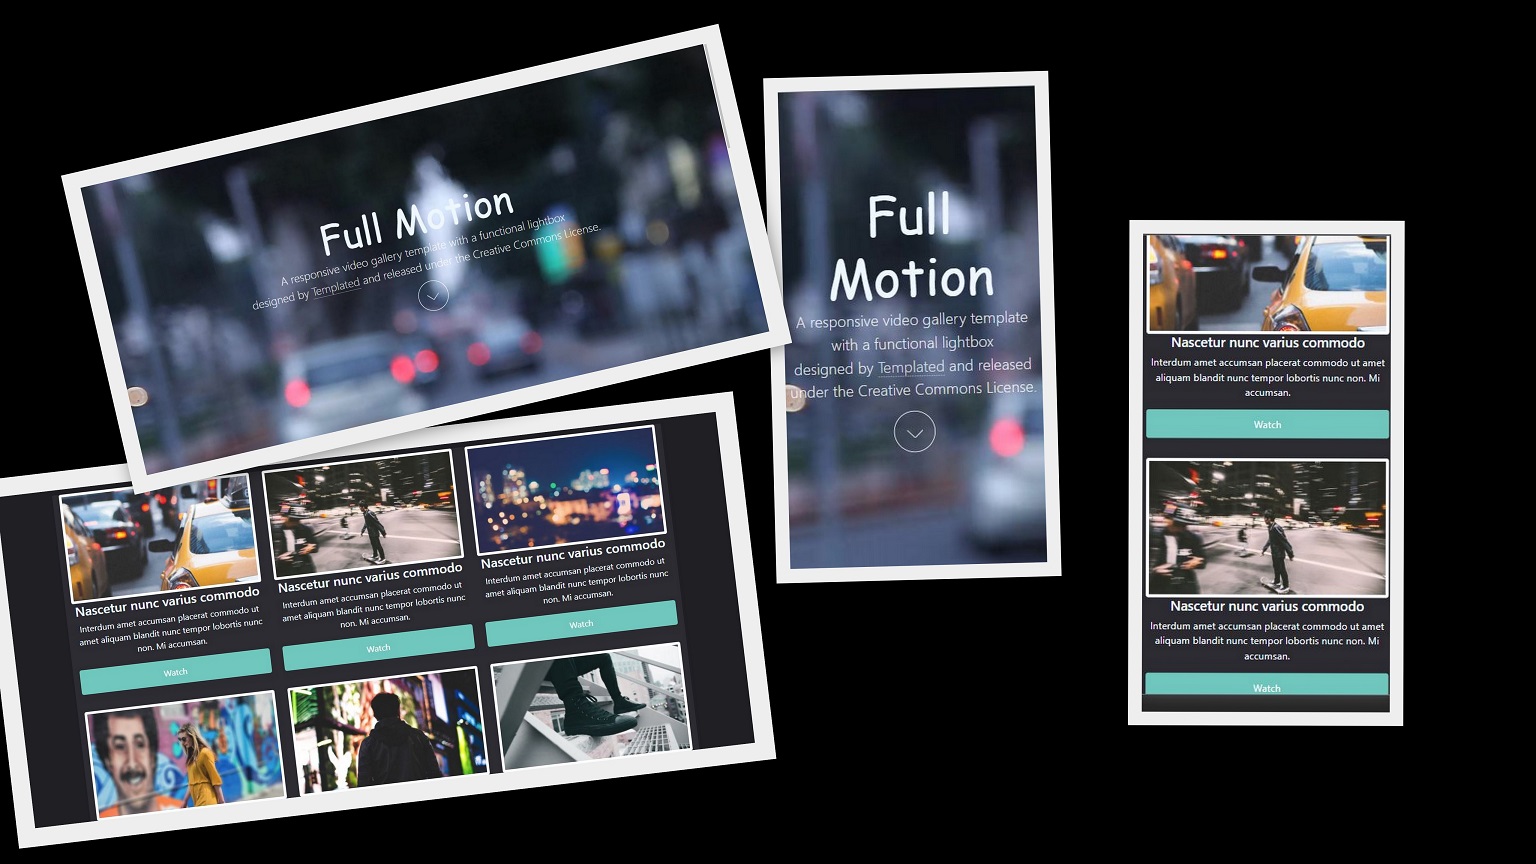 Full Motion
A responsive video gallery template with a functional lightbox
designed by Templated and released under the Creative Commons License.
Full
Motion
A responsive video gallery template
with a functional lightbox
designed by Templated and released
under the Creative Commons License.
Nascetur nunc varius commodo
Interdum amet accumsan placerat commodo ut
amet aliquam blandit nunc tempor lobortis nunc
non. Mi accumsan.
Watch
Nascetur nunc varius commodo
Interdum amet accumsan placerat commodo ut
amet aliquam blandit nunc tempor lobortis nunc
non. Mi accumsan.
Watch
Nascetur nunc varius commodo
Interdum amet accumsan placerat commodo ut
amet aliquam blandit nunc tempor lobortis nunc
non. Mi accumsan.
Watch
Nascetur nunc varius commodo
Interdum amet accumsan placerat commodo ut amet
aliquam blandit nunc tempor lobortis nunc non. Mi
accumsan.
Watch
Nascetur nunc varius commodo
Interdum amet accumsan placerat commodo ut amet
aliquam blandit nunc tempor lobortis nunc non. Mi
accumsan.
Watch